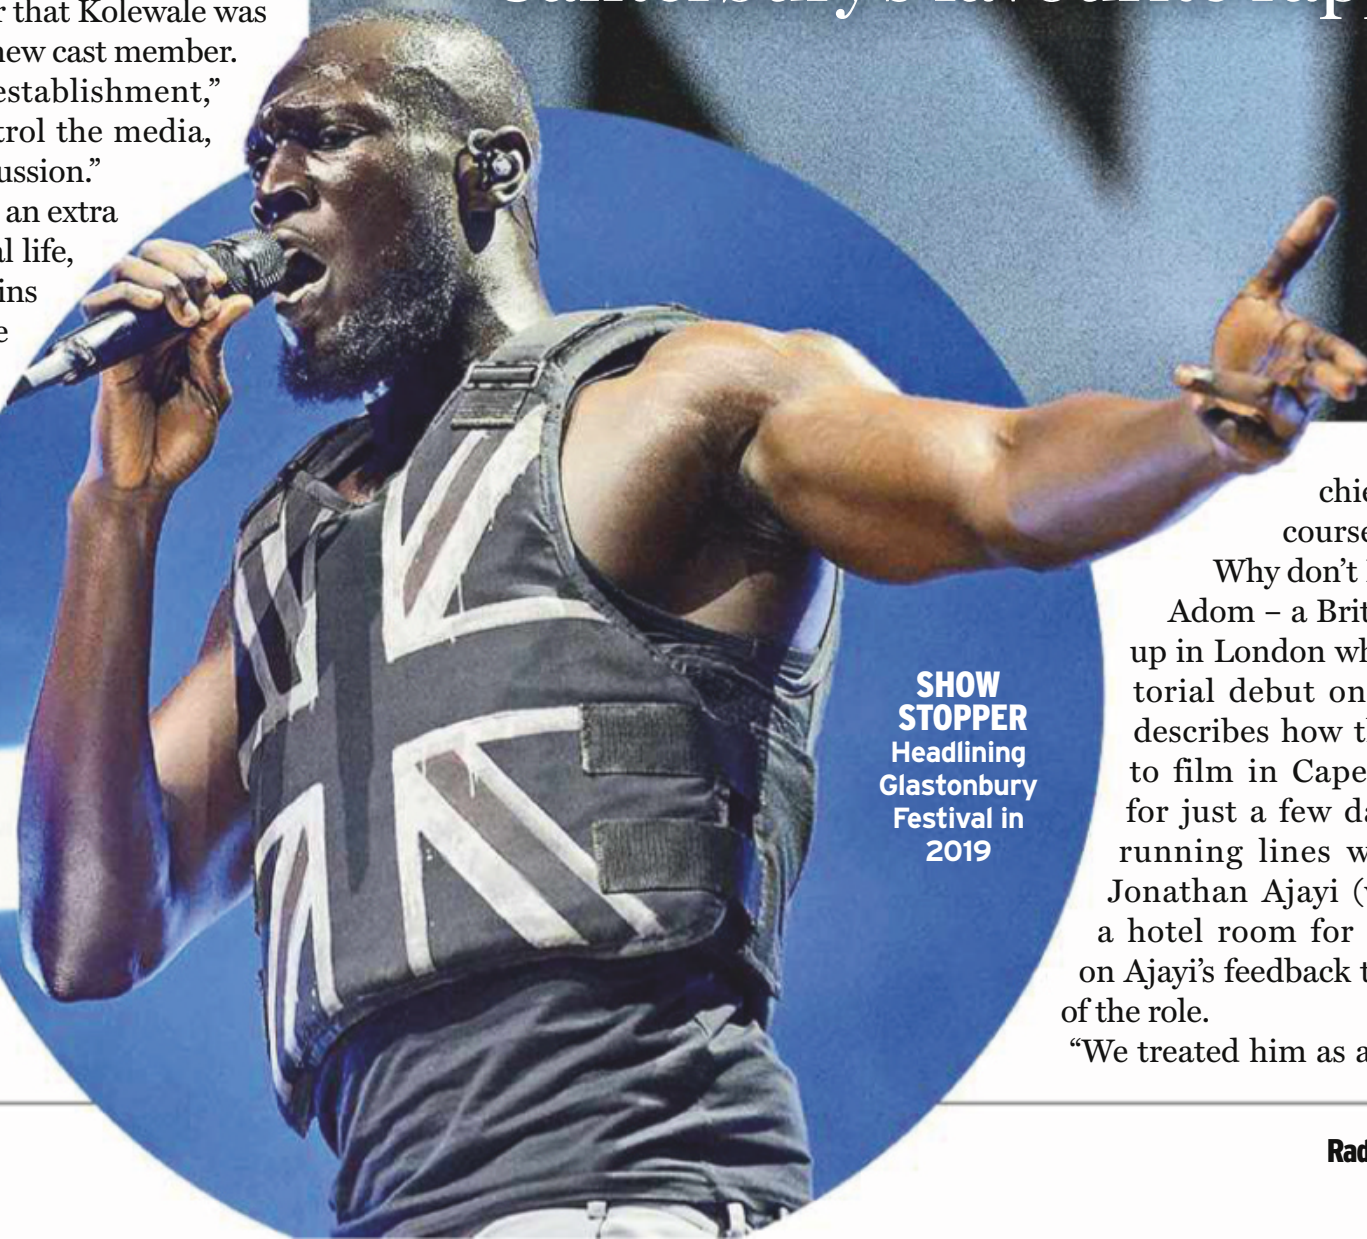 r that Kolewale was
new cast member.
establishment,”
trol the media,
ussion.”
an extra
al life,
ins
e
SHOW
STOPPER
Headlining
Glastonbury
Festival in
2019
chie
course
Why don’t
Adom – a Brit
up in London wh
torial debut on
describes how th
to film in Cape
for just a few da
running lines w
Jonathan Ajayi (
a hotel room for
on Ajayi’s feedback t
of the role.
“We treated him as a
Rad